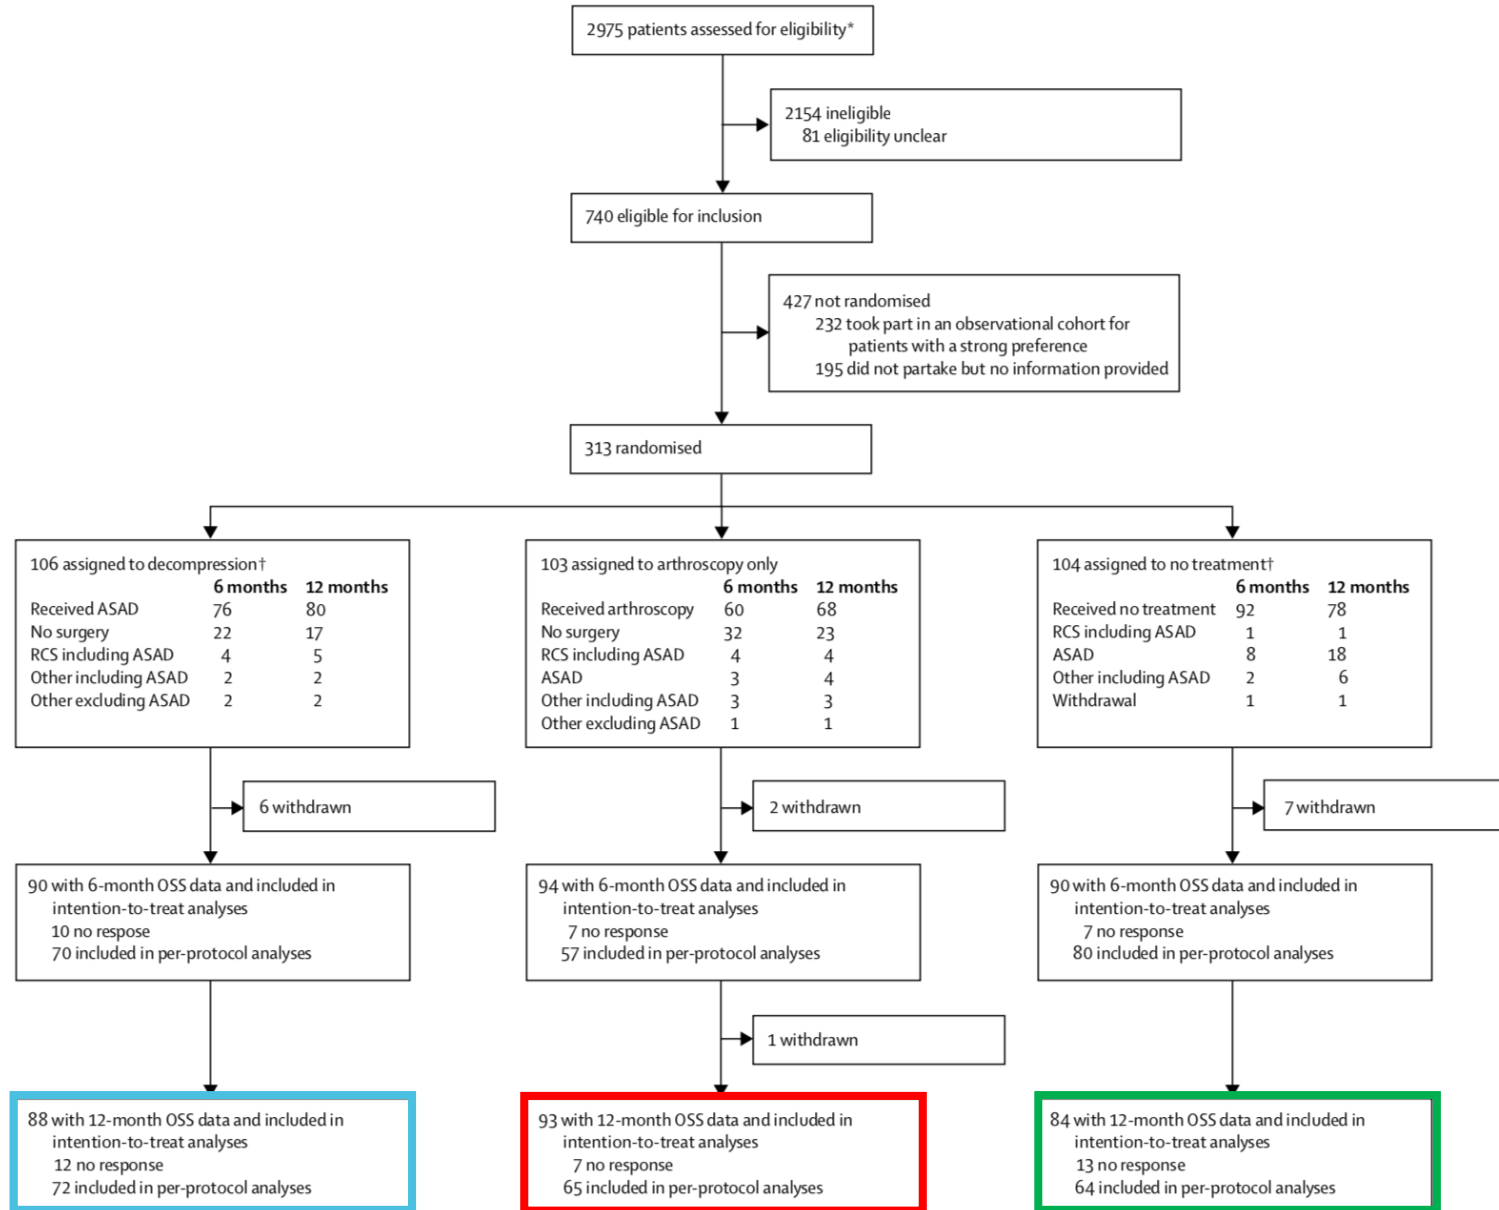 2975 patients assessed for eligibility*
2154 ineligible
81 eligibility unclear
740 eligible for inclusion
427 not randomised
232 took part in an observational cohort for
patients with a strong preference
195 did not partake but no information provided
313 randomised
106 assigned to decompression†
6 months 12 months
Received ASAD 76 80
No surgery 22 17
RCS including ASAD 4 5
Other including ASAD 2 2
Other excluding ASAD 2 2
103 assigned to arthroscopy only
6 months 12 months
Received arthroscopy 60 68
No surgery 32 23
RCS including ASAD 4 4
ASAD 3 4
Other including ASAD 3 3
Other excluding ASAD 1 1
104 assigned to no treatment†
6 months 12 months
Received no treatment 92 78
RCS including ASAD 1 1
ASAD 8 18
Other including ASAD 2 6
Withdrawal 1 1
6 withdrawn
2 withdrawn
7 withdrawn
90 with 6-month OSS data and included in
intention-to-treat analyses
10 no respose
70 included in per-protocol analyses
94 with 6-month OSS data and included in
intention-to-treat analyses
7 no response
57 included in per-protocol analyses
90 with 6-month OSS data and included in
intention-to-treat analyses
7 no response
80 included in per-protocol analyses
1 withdrawn
88 with 12-month OSS data and included in
intention-to-treat analyses
12 no response
72 included in per-protocol analyses
93 with 12-month OSS data and included in
intention-to-treat analyses
7 no response
65 included in per-protocol analyses
84 with 12-month OSS data and included in
intention-to-treat analyses
13 no response
64 included in per-protocol analyses